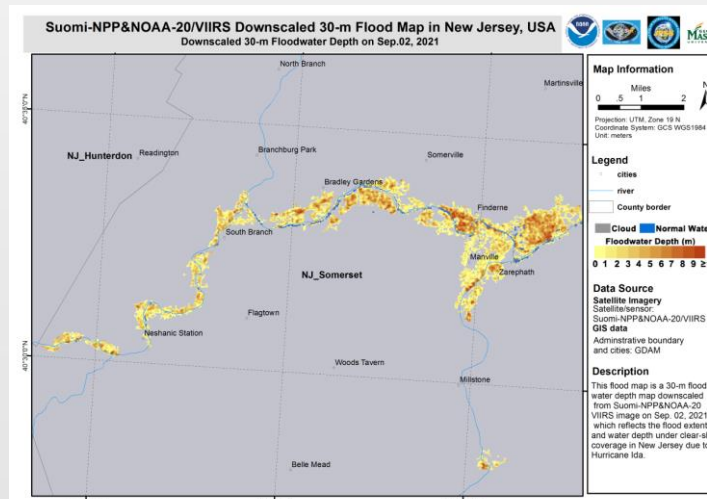 Suomi-NPP&NOAA-20/VIIRS Downscaled 30-m Flood Map in New Jersey, USA
Downscaled 30-m Floodwater Depth on Sep.02, 2021
North Branch
Martinsville
40°35'0"N
NJ_Hunterdon
Readington
Branchburg Park
Somerville
Bradley Gardens
Finderne
South Branch
Manville
Zarephath
NJ_Somerset
Flagtown
Neshanic Station
40°30'0"N
Woods Tavern
Millstone
Belle Mead
Map Information
Miles
0 .5 1 2
Projection: UTM, Zone 19 N
Coordinate System: GCS WGS1984
Unit: meters
Legend
cities
river
County border
Cloud Normal Wate
Floodwater Depth (m)
0 1 2 3 4 5 6 7 8 9 ≥
Data Source
Satellite Imagery
Satellite/sensor:
Suomi-NPP&NOAA-20/VIIRS
GIS data
Adminstrative boundary
and cities: GDAM
Description
This flood map is a 30-m flood
water depth map downscaled
from Suomi-NPP&NOAA-20
VIIRS image on Sep. 02, 2021
which reflects the flood extent
and water depth under clear-s
coverage in New Jersey due to
Hurricane Ida.